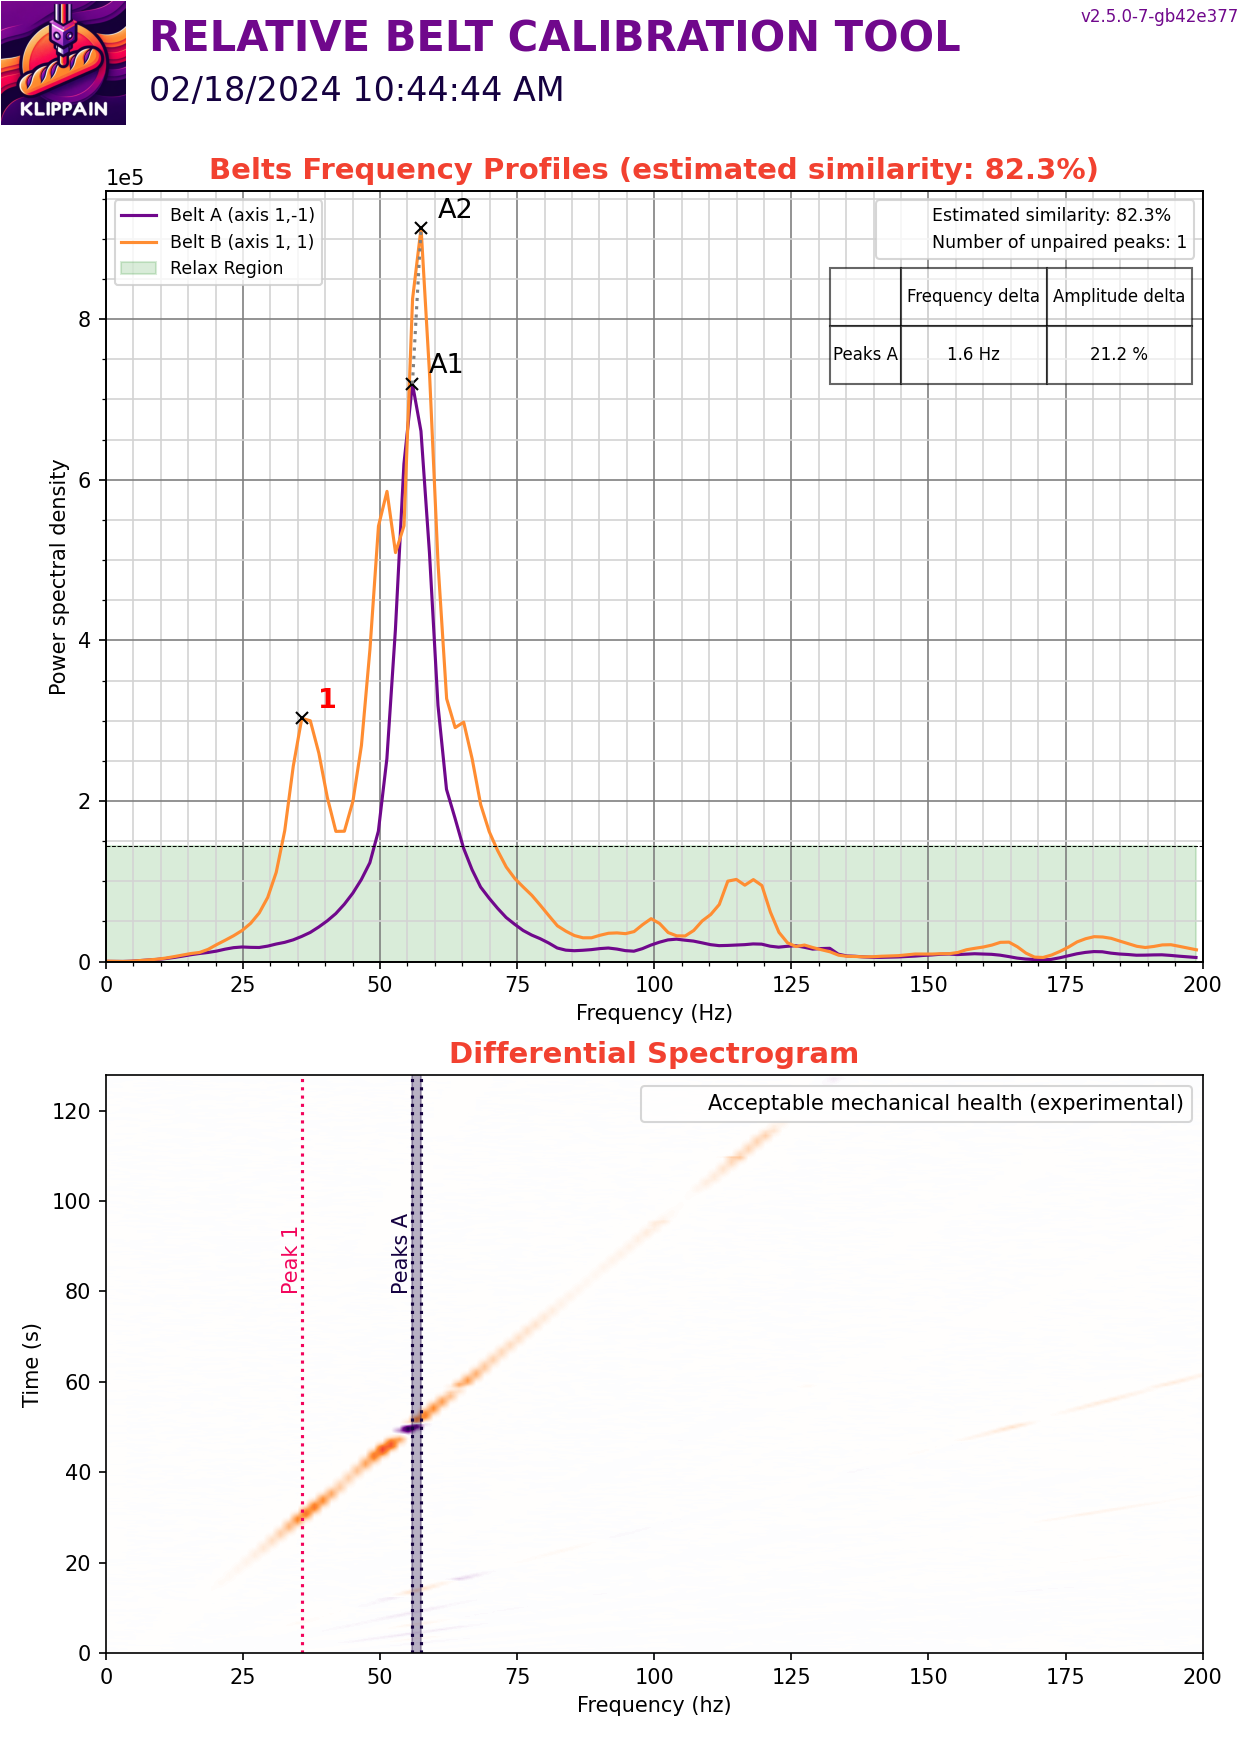 KLIPPAIN
RELATIVE BELT CALIBRATION TOOL
02/18/2024 10:44:44 AM
v2.5.0-7-gb42e377
Belts Frequency Profiles (estimated similarity: 82.3%)
1e5
Belt A (axis 1,-1)
Belt B (axis 1, 1)
Relax Region
Estimated similarity: 82.3%
Number of unpaired peaks: 1
Frequency delta Amplitude delta
Peaks A 1.6 Hz 21.2 %
A2
A1
1
8
6
4
2
0
Power spectral density
0 25 50 75 100 125 150 175 200
Frequency (Hz)
Differential Spectrogram
Acceptable mechanical health (experimental)
Peak 1
Peaks A
120
100
80
60
40
20
0
Time (s)
0 25 50 75 100 125 150 175 200
Frequency (hz)